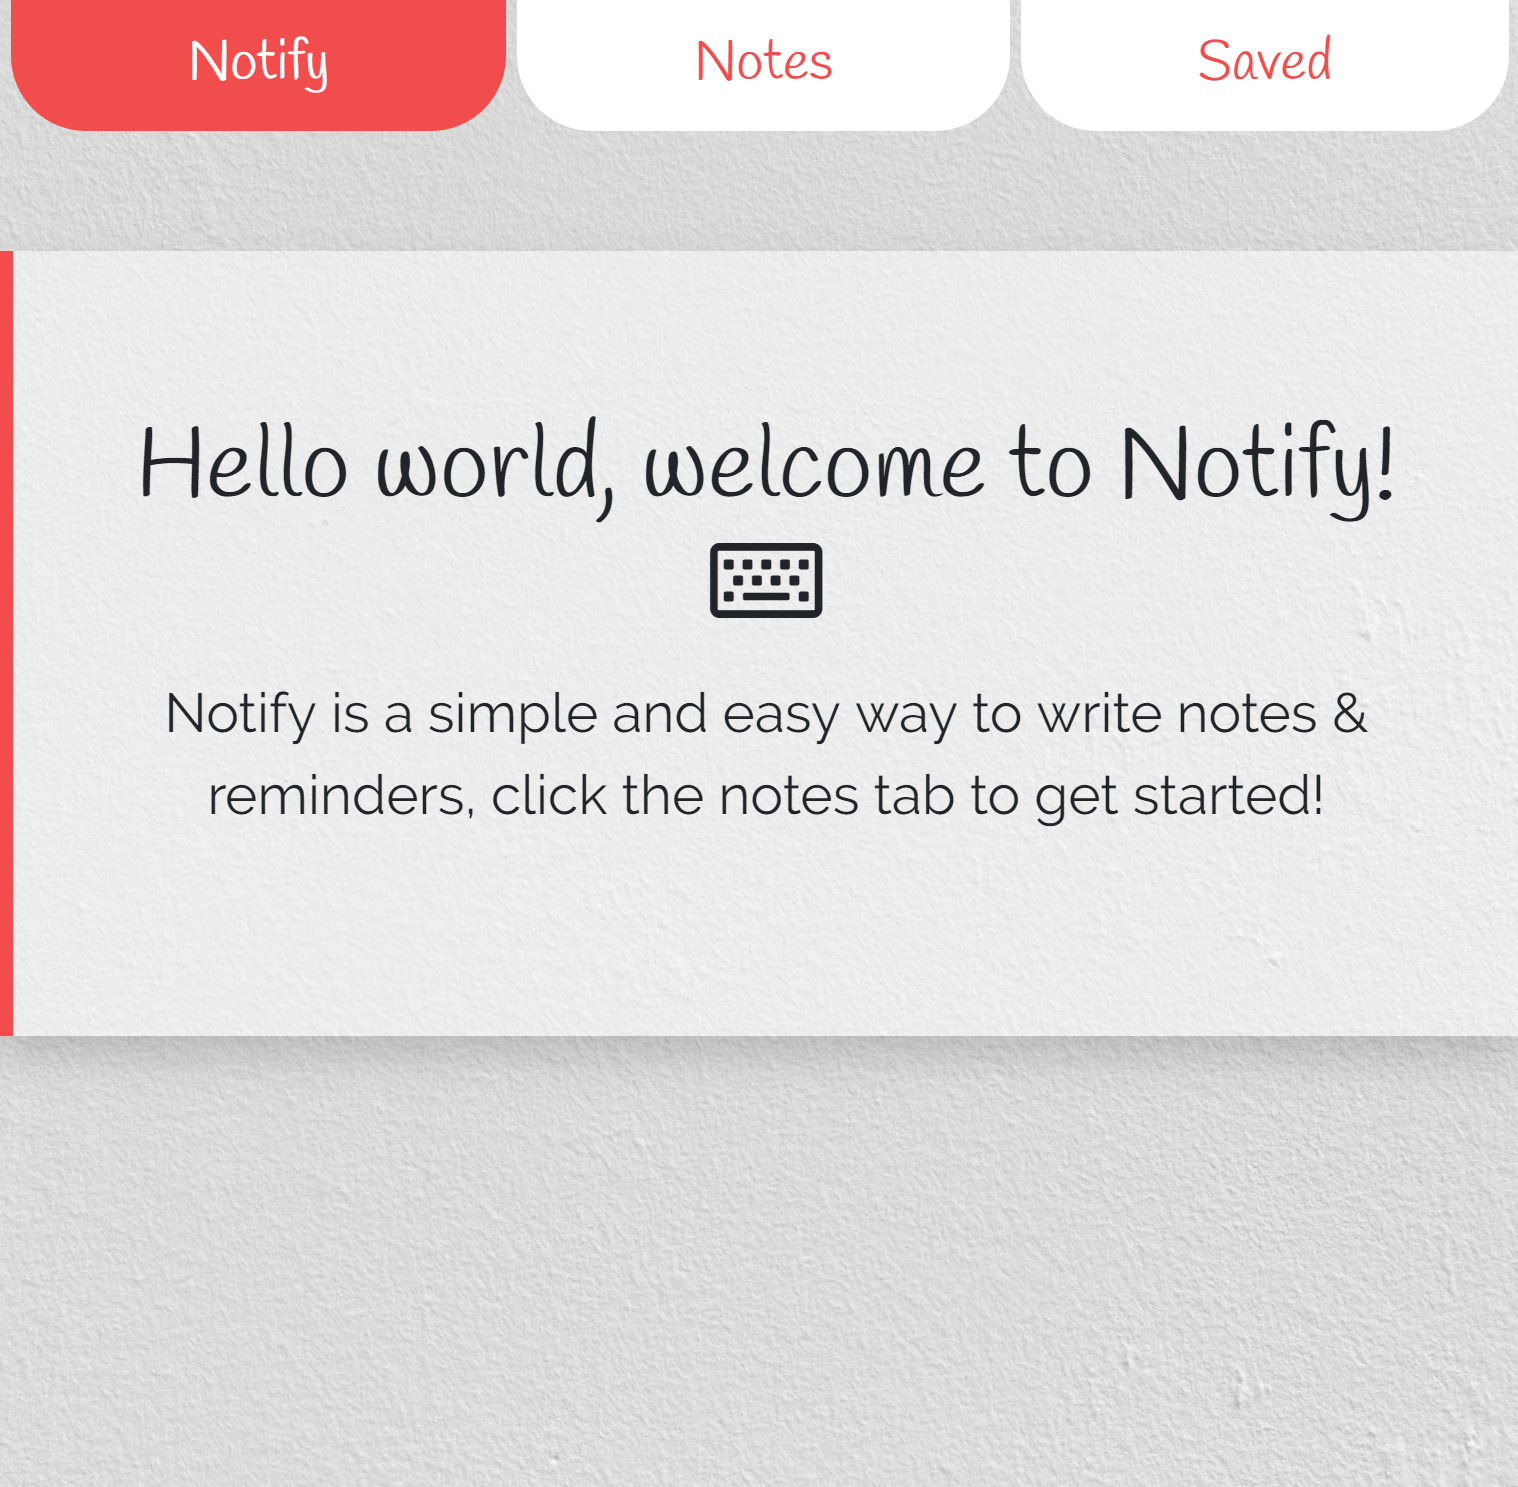 Notify Notes Saved
Hello world, welcome to Notify!
Notify is a simple and easy way to write notes &
reminders, click the notes tab to get started!